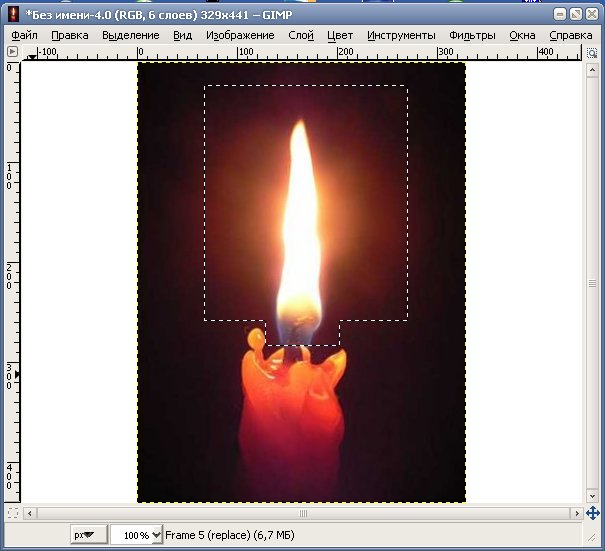 *Без имени-4.0 (RGB, 6 слоев) 329x441 – GIMP
Файл Правка Выделение Вид Изображение Слой Цвет Инструменты Фильтры Окна Справка
-100 0 100 200 300 400
0
100
200
300
400
px 100% Frame 5 (replace) (6,7 МБ)